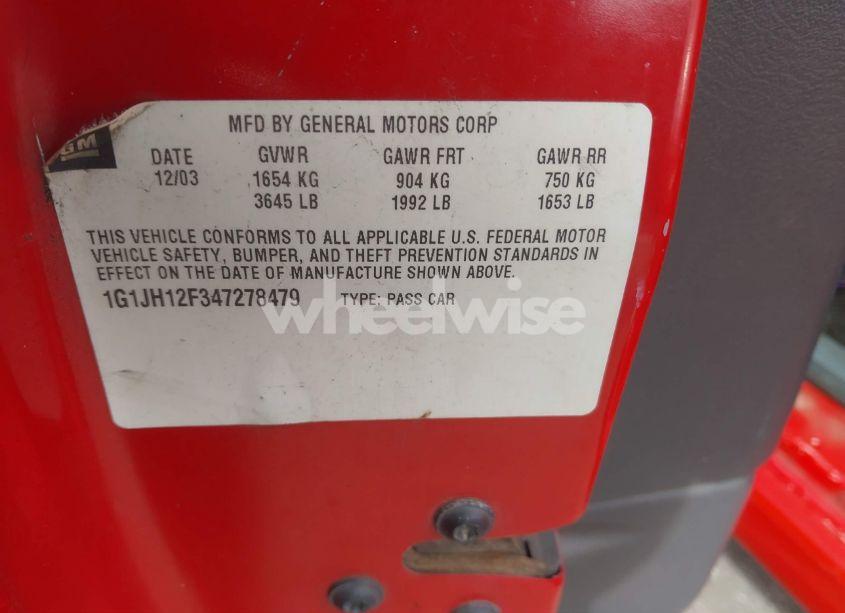 GM
MFD BY GENERAL MOTORS CORP
DATE GVWR GAWR FRT GAWR RR
12/03 1654 KG 904 KG 750 KG
3645 LB 1992 LB 1653 LB
THIS VEHICLE CONFORMS TO ALL APPLICABLE U.S. FEDERAL MOTOR
VEHICLE SAFETY, BUMPER, AND THEFT PREVENTION STANDARDS IN
EFFECT ON THE DATE OF MANUFACTURE SHOWN ABOVE.
1G1JH12F347278479 TYPE: PASS CAR
wheelwise